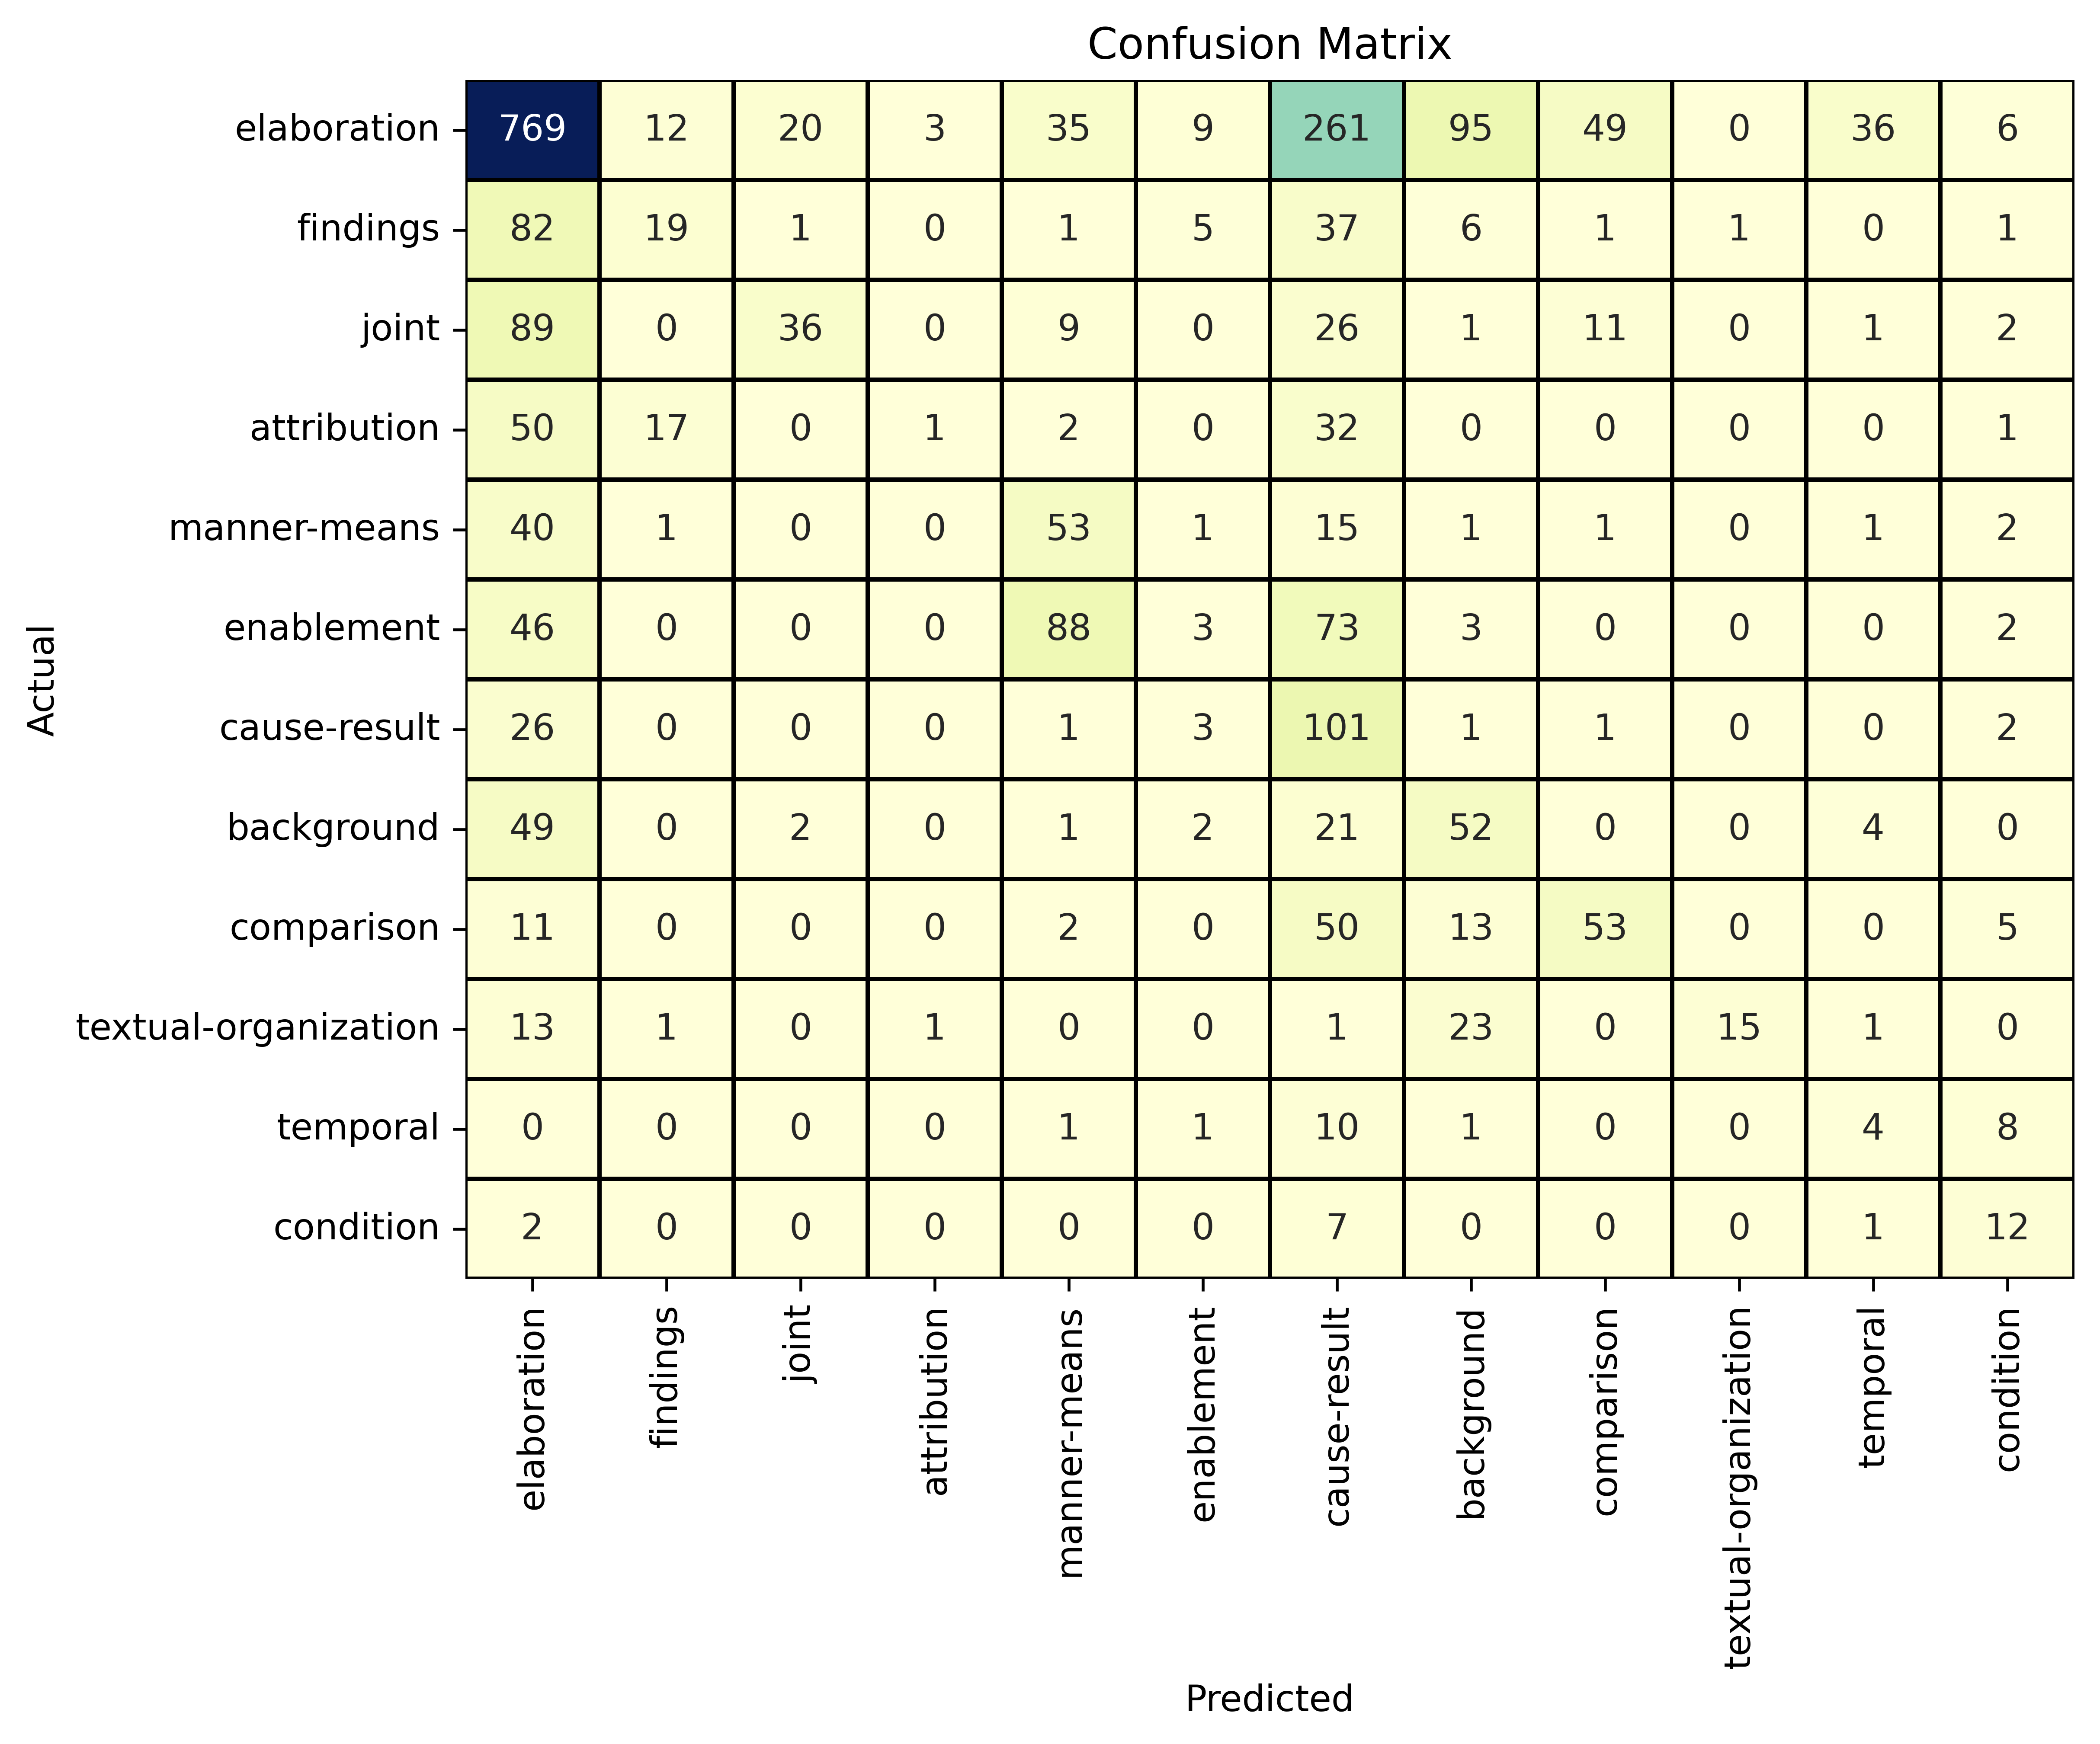 Confusion Matrix
elaboration 769 12 20 3 35 9 261 95 49 0 36 6
findings 82 19 1 0 1 5 37 6 1 1 0 1
joint 89 0 36 0 9 0 26 1 11 0 1 2
attribution 50 17 0 1 2 0 32 0 0 0 0 1
manner-means 40 1 0 0 53 1 15 1 1 0 1 2
enablement 46 0 0 0 88 3 73 3 0 0 0 2
cause-result 26 0 0 0 1 3 101 1 1 0 0 2
background 49 0 2 0 1 2 21 52 0 0 4 0
comparison 11 0 0 0 2 0 50 13 53 0 0 5
textual-organization 13 1 0 1 0 0 1 23 0 15 1 0
temporal 0 0 0 0 1 1 10 1 0 0 4 8
condition 2 0 0 0 0 0 7 0 0 0 1 12
Actual
elaboration
findings
joint
attribution
manner-means
enablement
cause-result
background
comparison
textual-organization
temporal
condition
Predicted